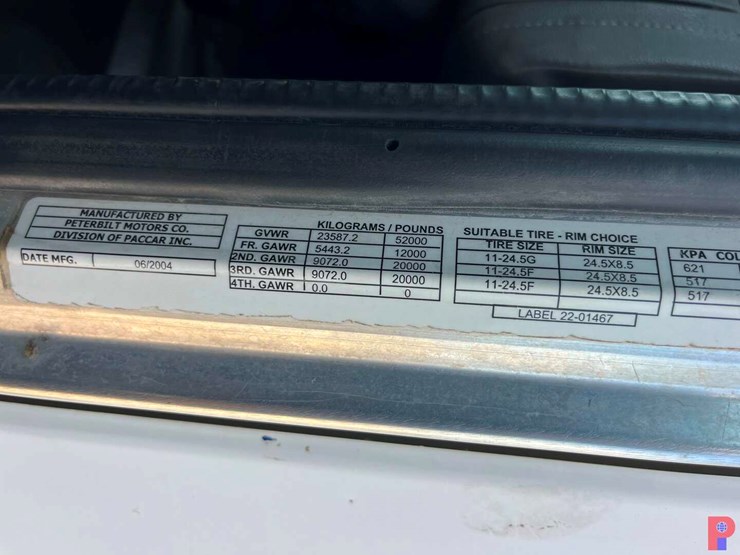 MANUFACTURED BY
PETERBILT MOTORS CO.
DIVISION OF PACCAR INC.
DATE MFG. 06/2004
KILOGRAMS / POUNDS
GVWR 23587.2 52000
FR. GAWR 5443.2 12000
2ND. GAWR 9072.0 20000
3RD. GAWR 9072.0 20000
4TH. GAWR 0.0 0
SUITABLE TIRE - RIM CHOICE
TIRE SIZE RIM SIZE
11-24.5G 24.5X8.5
11-24.5F 24.5X8.5
11-24.5F 24.5X8.5
LABEL 22-01467
KPA COL
621
517
517